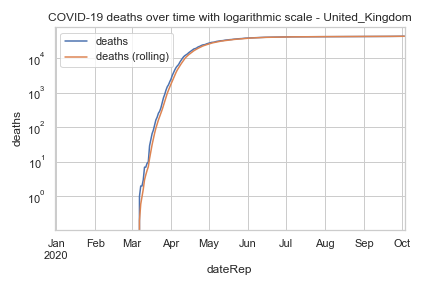 COVID-19 deaths over time with logarithmic scale - United_Kingdom
deaths
deaths (rolling)
10⁴
10³
10²
10¹
10⁰
deaths
Jan Feb Mar Apr May Jun Jul Aug Sep Oct
2020
dateRep